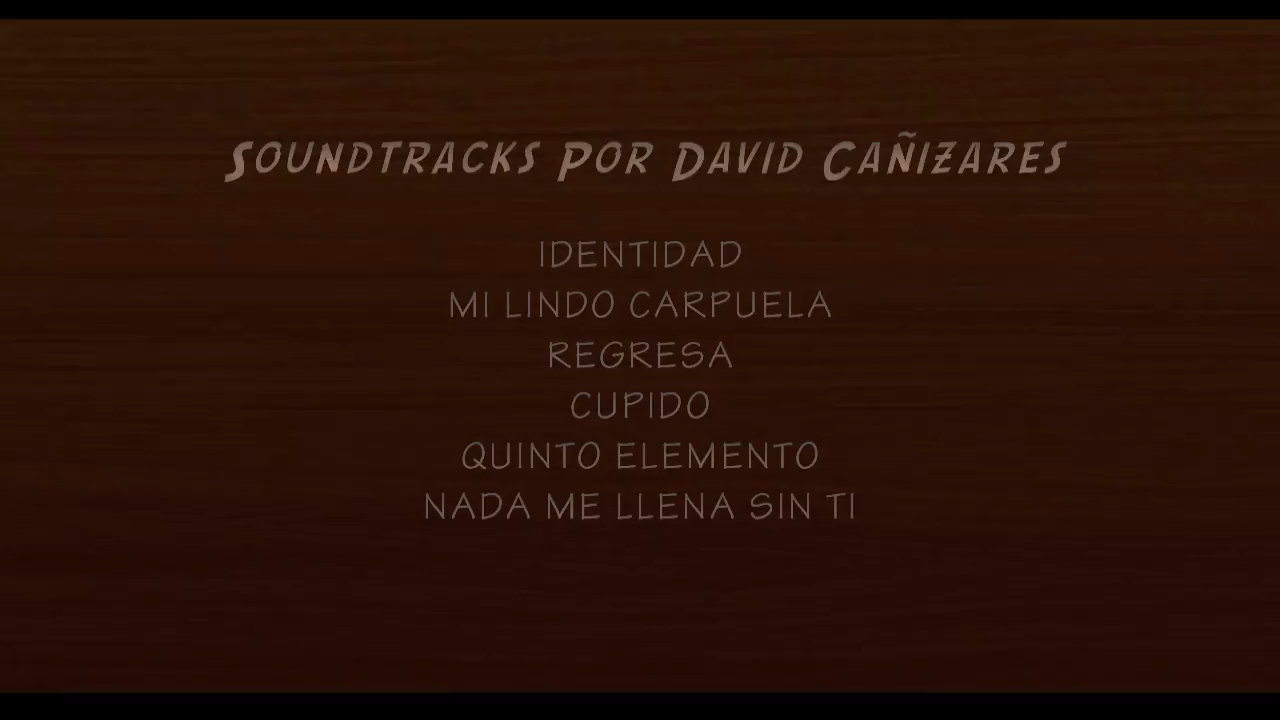 Soundtracks Por David Cañizares
IDENTIDAD
MI LINDO CARPUELA
REGRESA
CUPIDO
QUINTO ELEMENTO
NADA ME LLENA SIN TI